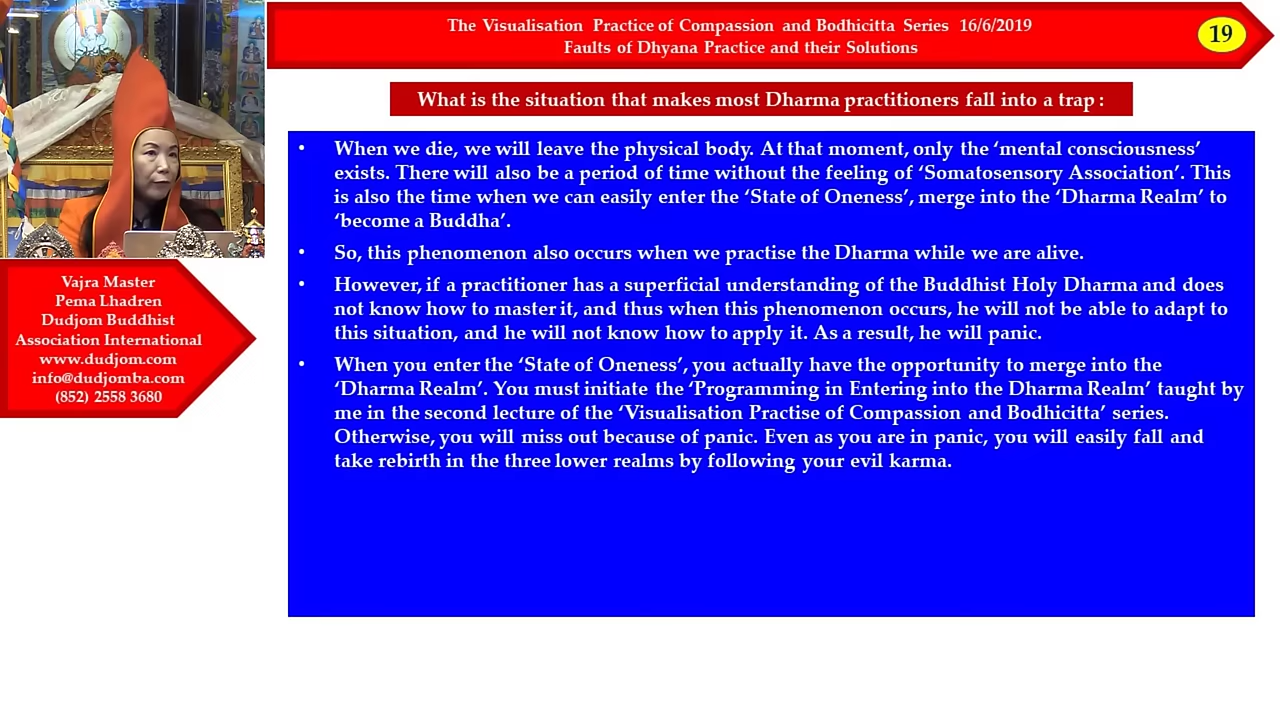 The Visualisation Practice of Compassion and Bodhicitta Series 16/6/2019
Faults of Dhyana Practice and their Solutions
19
What is the situation that makes most Dharma practitioners fall into a trap :
• When we die, we will leave the physical body. At that moment, only the ‘mental consciousness’
exists. There will also be a period of time without the feeling of ‘Somatosensory Association’. This
is also the time when we can easily enter the ‘State of Oneness’, merge into the ‘Dharma Realm’ to
‘become a Buddha’.
• So, this phenomenon also occurs when we practise the Dharma while we are alive.
• However, if a practitioner has a superficial understanding of the Buddhist Holy Dharma and does
not know how to master it, and thus when this phenomenon occurs, he will not be able to adapt to
this situation, and he will not know how to apply it. As a result, he will panic.
• When you enter the ‘State of Oneness’, you actually have the opportunity to merge into the
‘Dharma Realm’. You must initiate the ‘Programming in Entering into the Dharma Realm’ taught by
me in the second lecture of the ‘Visualisation Practise of Compassion and Bodhicitta’ series.
Otherwise, you will miss out because of panic. Even as you are in panic, you will easily fall and
take rebirth in the three lower realms by following your evil karma.
Vajra Master
Pema Lhadren
Dudjom Buddhist
Association International
www.dudjom.com
info@dudjomba.com
(852) 2558 3680